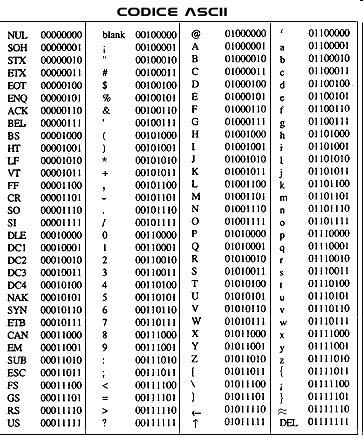 CODICE ASCII
NUL 00000000 blank 00100000 @ 01000000 ‘ 01100000
SOH 00000001 ¡ 00100001 A 01000001 a 01100001
STX 00000010 " 00100010 B 01000010 b 01100010
ETX 00000011 # 00100011 C 01000011 c 01100011
EOT 00000100 $ 00100100 D 01000100 d 01100100
ENQ 00000101 % 00100101 E 01000101 e 01100101
ACK 00000110 & 00100110 F 01000110 f 01100110
BEL 00000111 ' 00100111 G 01000111 g 01100111
BS 00001000 ( 00101000 H 01001000 h 01101000
HT 00001001 ) 00101001 I 01001001 i 01101001
LF 00001010 * 00101010 J 01001010 j 01101010
VT 00001011 + 00101011 K 01001011 j 01101011
FF 00001100 , 00101100 L 01001100 k 01101100
CR 00001101 - 00101101 M 01001101 m 01101101
SO 00001110 . 00101110 N 01001110 n 01101110
SI 00001111 / 00101111 O 01001111 o 01101111
DLE 00010000 0 00110000 P 01010000 p 01110000
DC1 00010001 1 00110001 Q 01010001 q 01110001
DC2 00010010 2 00110010 R 01010010 r 01110010
DC3 00010011 3 00110011 S 01010011 s 01110011
DC4 00010100 4 00110100 T 01010100 t 01110100
NAK 00010101 5 00110101 U 01010101 u 01110101
SYN 00010110 6 00110110 V 01010110 v 01110110
ETB 00010111 7 00110111 W 01010111 w 01110111
CAN 00011000 8 00111000 X 01011000 x 01111000
EM 00011001 9 00111001 Y 01011001 y 01111001
SUB 00011010 : 00111010 Z 01011010 z 01111010
ESC 00011011 ; 00111011 [ 01011011 { 01111011
FS 00011100 < 00111100 \ 01011100 ¦ 01111100
GS 00011101 = 00111101 ] 01011101 } 01111101
RS 00011110 > 00111110 ← 01011110 ≈ 01111110
US 00011111 ? 00111111 ↑ 01011111 DEL 01111111